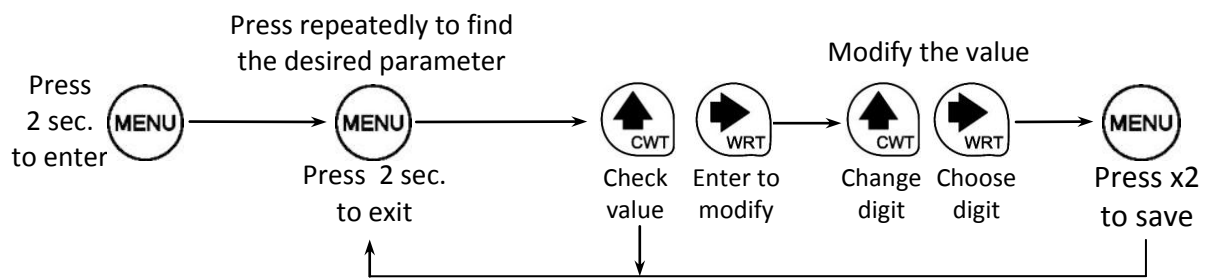 Press repeatedly to find
the desired parameter
Modify the value
Press
2 sec.
to enter
MENU
MENU
CWT
WRT
CWT
WRT
MENU
Press 2 sec.
to exit
Check
value
Enter to
modify
Change
digit
Choose
digit
Press x2
to save